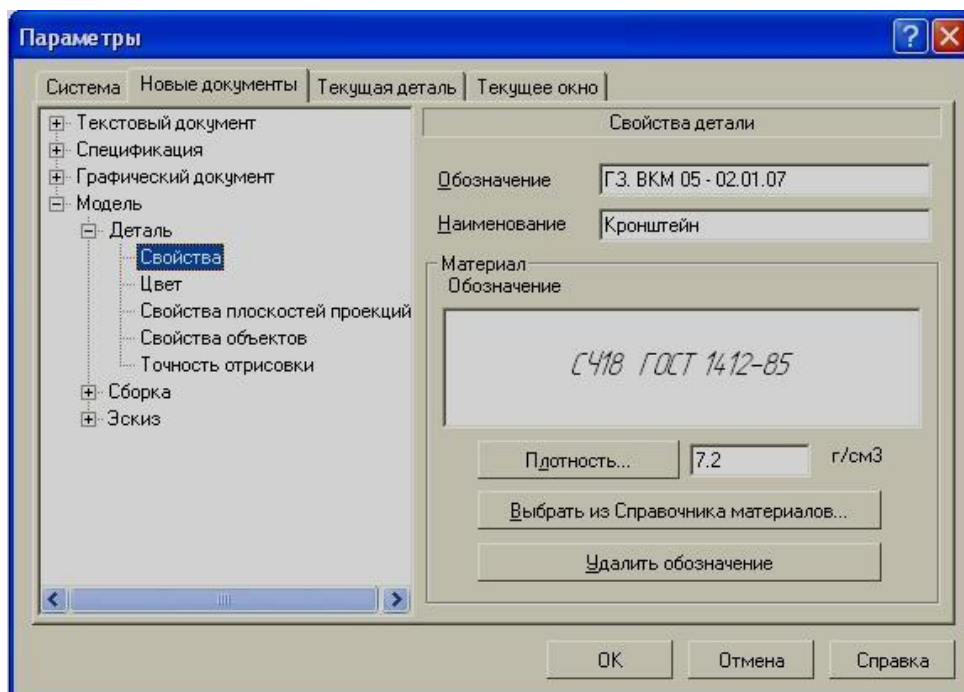 Параметры
Система
Новые документы
Текущая деталь
Текущее окно
Текстовый документ
Спецификация
Графический документ
Модель
Деталь
Свойства
Цвет
Свойства плоскостей проекций
Свойства объектов
Точность отрисовки
Сборка
Эскиз
Свойства детали
Обозначение
ГЗ. ВКМ 05 - 02.01.07
Наименование
Кронштейн
Материал
Обозначение
СЧ18 ГОСТ 1412-85
Плотность...
7.2
г/см3
Выбрать из Справочника материалов...
Удалить обозначение
OK
Отмена
Справка